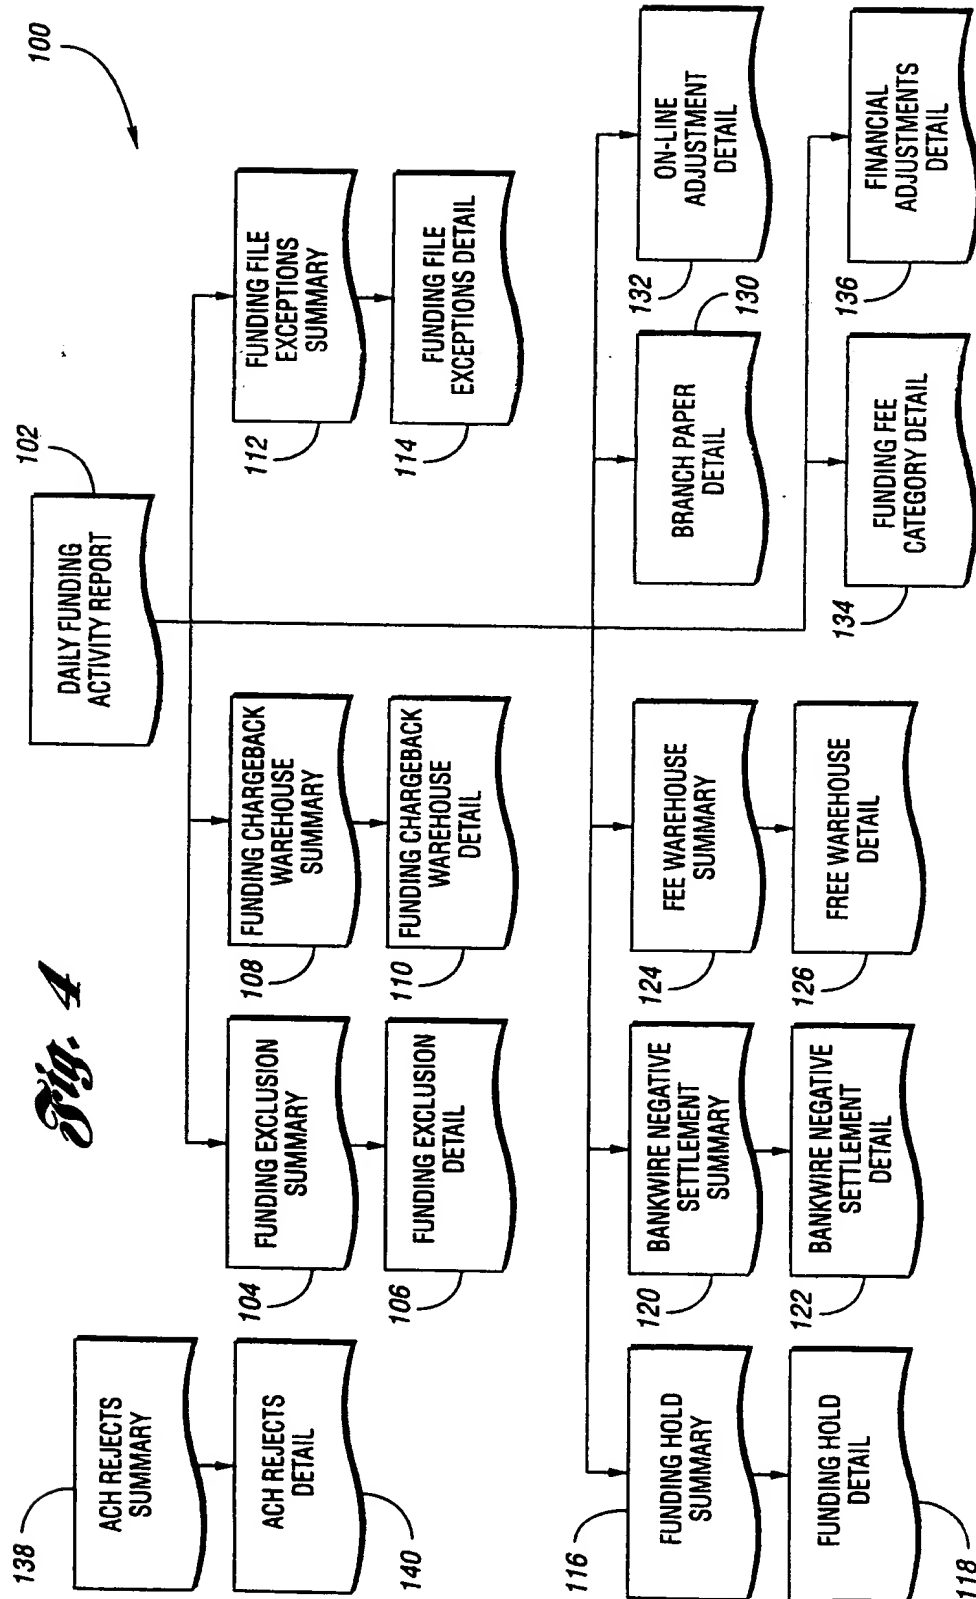 Fig. 4
100
102
DAILY FUNDING
ACTIVITY REPORT
138
ACH REJECTS
SUMMARY
ACH REJECTS
DETAIL
140
104
FUNDING EXCLUSION
SUMMARY
106
FUNDING EXCLUSION
DETAIL
108
FUNDING CHARGEBACK
WAREHOUSE
SUMMARY
110
FUNDING CHARGEBACK
WAREHOUSE
DETAIL
112
FUNDING FILE
EXCEPTIONS
SUMMARY
114
FUNDING FILE
EXCEPTIONS DETAIL
116
FUNDING HOLD
SUMMARY
FUNDING HOLD
DETAIL
118
120
BANKWIRE NEGATIVE
SETTLEMENT
SUMMARY
122
BANKWIRE NEGATIVE
SETTLEMENT
DETAIL
124
FEE WAREHOUSE
SUMMARY
126
FREE WAREHOUSE
DETAIL
BRANCH PAPER
DETAIL
130
132
ON-LINE
ADJUSTMENT
DETAIL
134
FUNDING FEE
CATEGORY DETAIL
136
FINANCIAL
ADJUSTMENTS
DETAIL